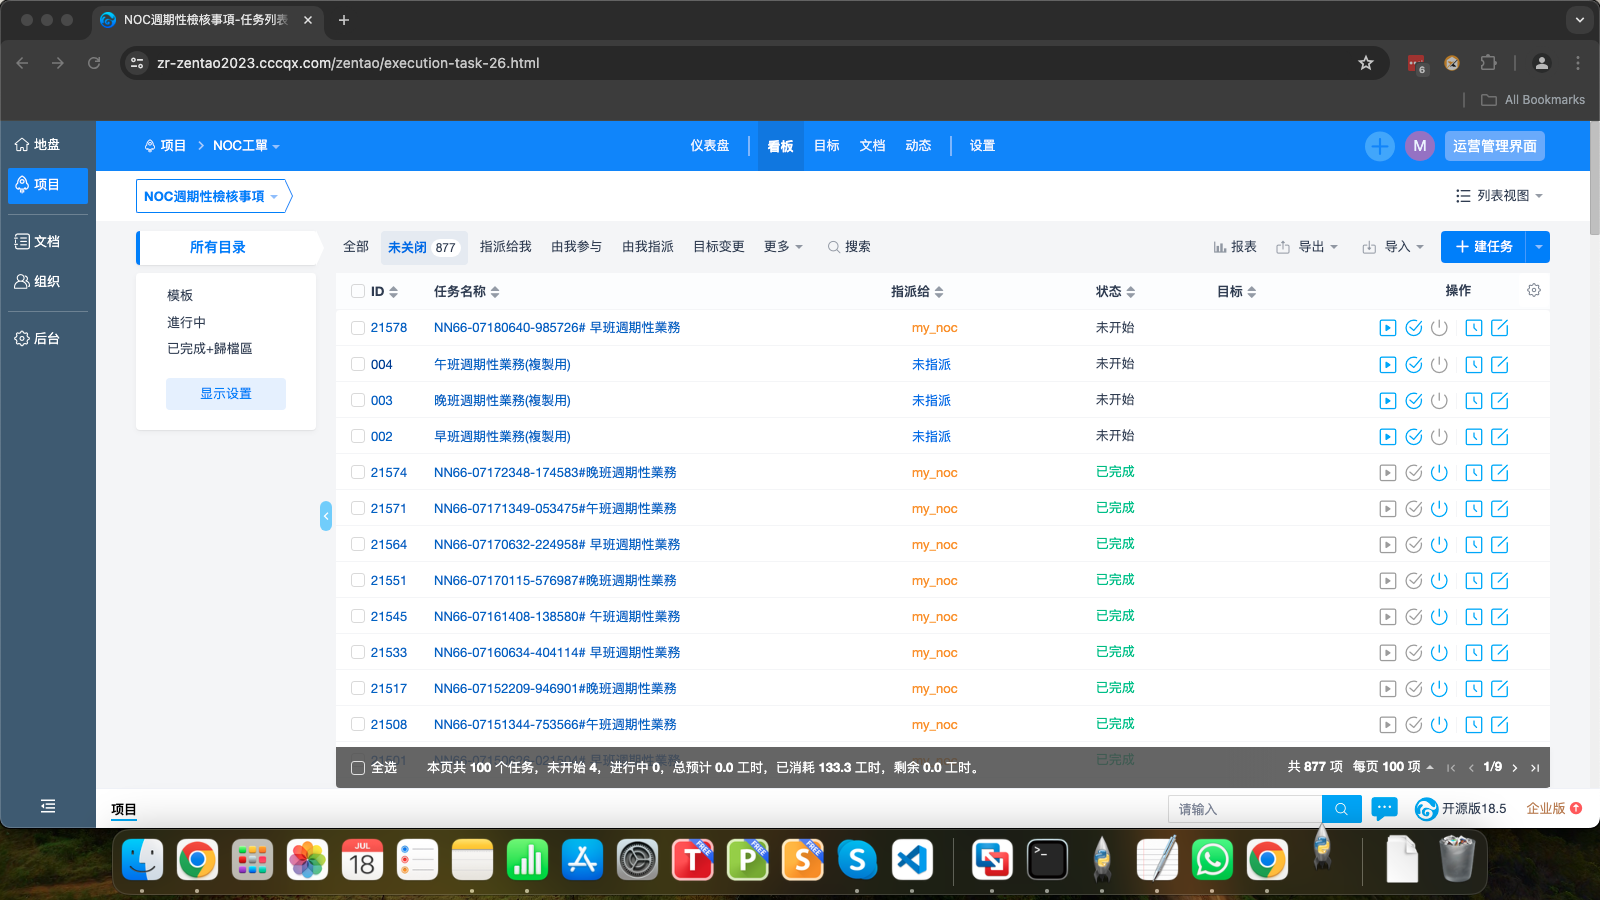 NOC週期性檢核事項-任务列表
zr-zentao2023.cccqx.com/zentao/execution-task-26.html
6
All Bookmarks
地盘
项目
文档
组织
后台
项目 > NOC工單
仪表盘 看板 目标 文档 动态 设置
M 运营管理界面
NOC週期性檢核事項
列表视图
所有目录
模板
進行中
已完成+歸檔區
显示设置
全部 未关闭 877 指派给我 由我参与 由我指派 目标变更 更多 搜索
报表 导出 导入 + 建任务
ID 任务名称 指派给 状态 目标 操作
21578 NN66-07180640-985726# 早班週期性業務 my_noc 未开始
004 午班週期性業務(複製用) 未指派 未开始
003 晚班週期性業務(複製用) 未指派 未开始
002 早班週期性業務(複製用) 未指派 未开始
21574 NN66-07172348-174583#晚班週期性業務 my_noc 已完成
21571 NN66-07171349-053475#午班週期性業務 my_noc 已完成
21564 NN66-07170632-224958# 早班週期性業務 my_noc 已完成
21551 NN66-07170115-576987#晚班週期性業務 my_noc 已完成
21545 NN66-07161408-138580# 午班週期性業務 my_noc 已完成
21533 NN66-07160634-404114# 早班週期性業務 my_noc 已完成
21517 NN66-07152209-946901#晚班週期性業務 my_noc 已完成
21508 NN66-07151344-753566#午班週期性業務 my_noc 已完成
全选 本页共 100 个任务，未开始 4，进行中 0，总预计 0.0 工时，已消耗 133.3 工时，剩余 0.0 工时。
共 877 项 每页 100 项 1/9
项目
请输入
开源版18.5 企业版
JUL
18
T FREE
P FREE
S FREE
S
>_